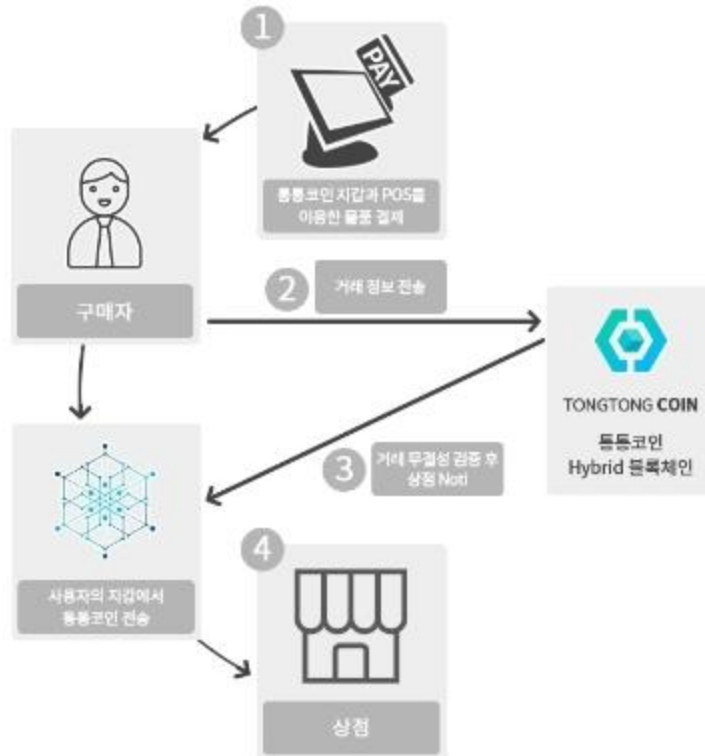 1
PAY
통통코인 지갑과 POS를
이용한 물품 결제
구매자
2
거래 정보 전송
TONGTONG COIN
통통코인
Hybrid 블록체인
3
거래 무결성 검증 후
상점 Noti
사용자의 지갑에서
통통코인 전송
4
상점